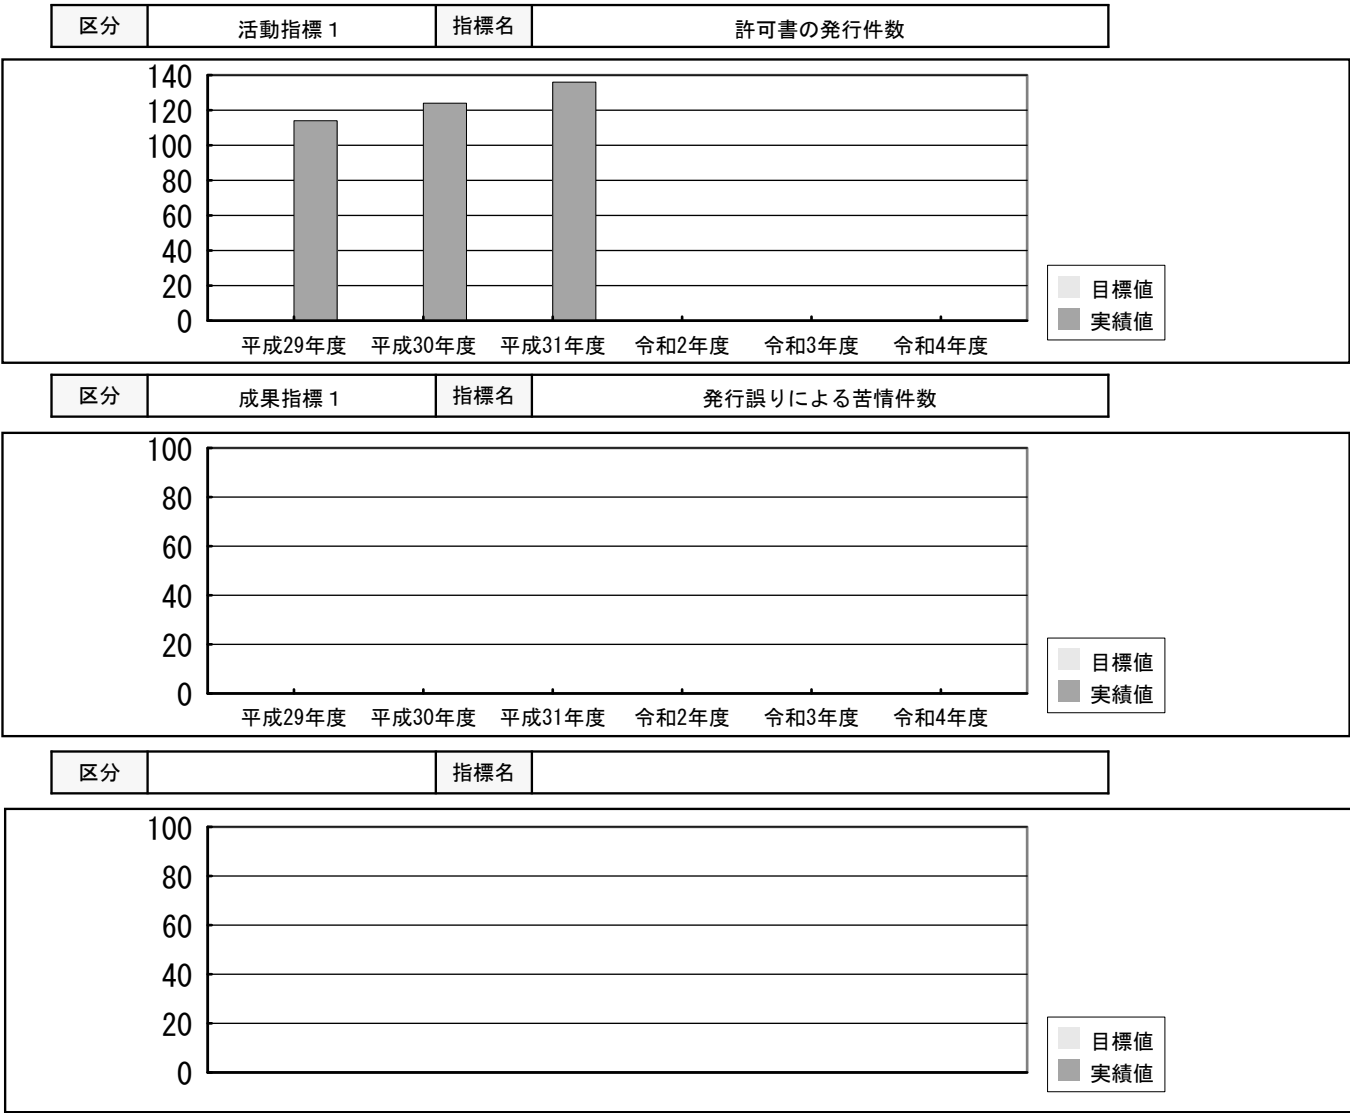 区分 活動指標１ 指標名 許可書の発行件数
140
120
100
80
60
40
20
0
平成29年度 平成30年度 平成31年度 令和2年度 令和3年度 令和4年度
目標値
実績値
区分 成果指標１ 指標名 発行誤りによる苦情件数
100
80
60
40
20
0
平成29年度 平成30年度 平成31年度 令和2年度 令和3年度 令和4年度
目標値
実績値
区分 指標名
100
80
60
40
20
0
目標値
実績値